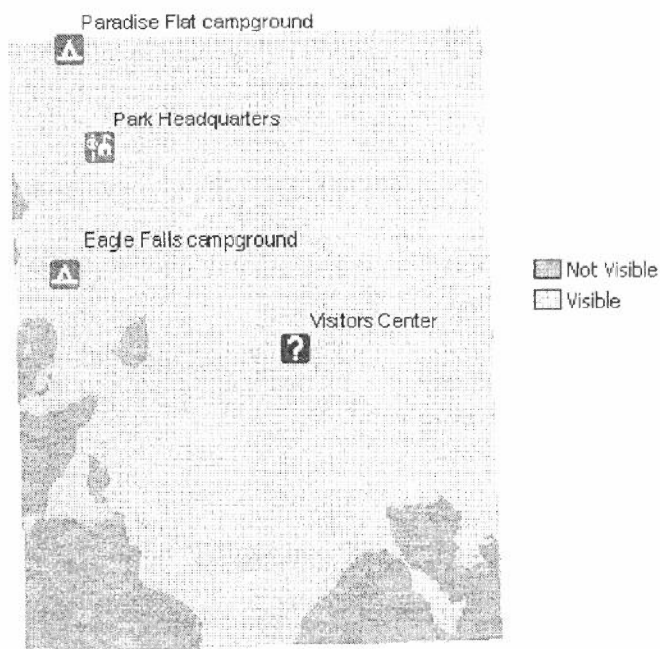 Paradise Flat campground
Park Headquarters
Eagle Falls campground
Not Visible
Visible
Visitors Center
?